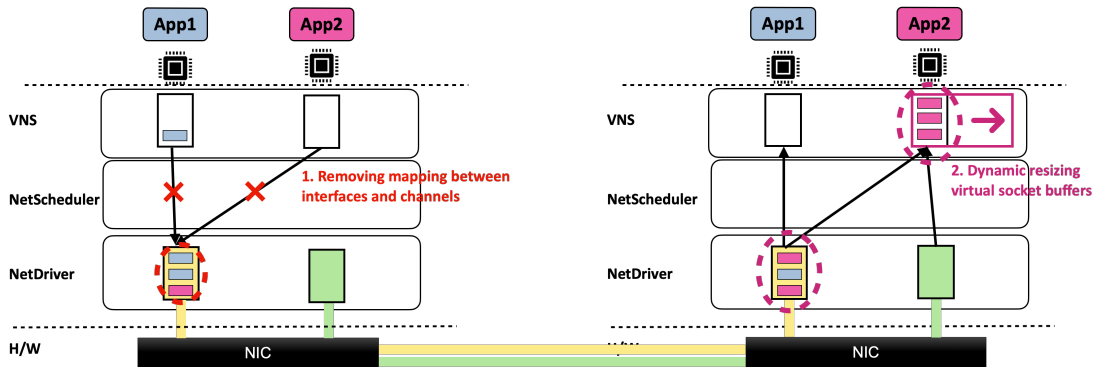 App1
App2
VNS
1. Removing mapping between
interfaces and channels
NetScheduler
NetDriver
H/W
NIC
App1
App2
VNS
2. Dynamic resizing
virtual socket buffers
NetScheduler
NetDriver
H/W
NIC